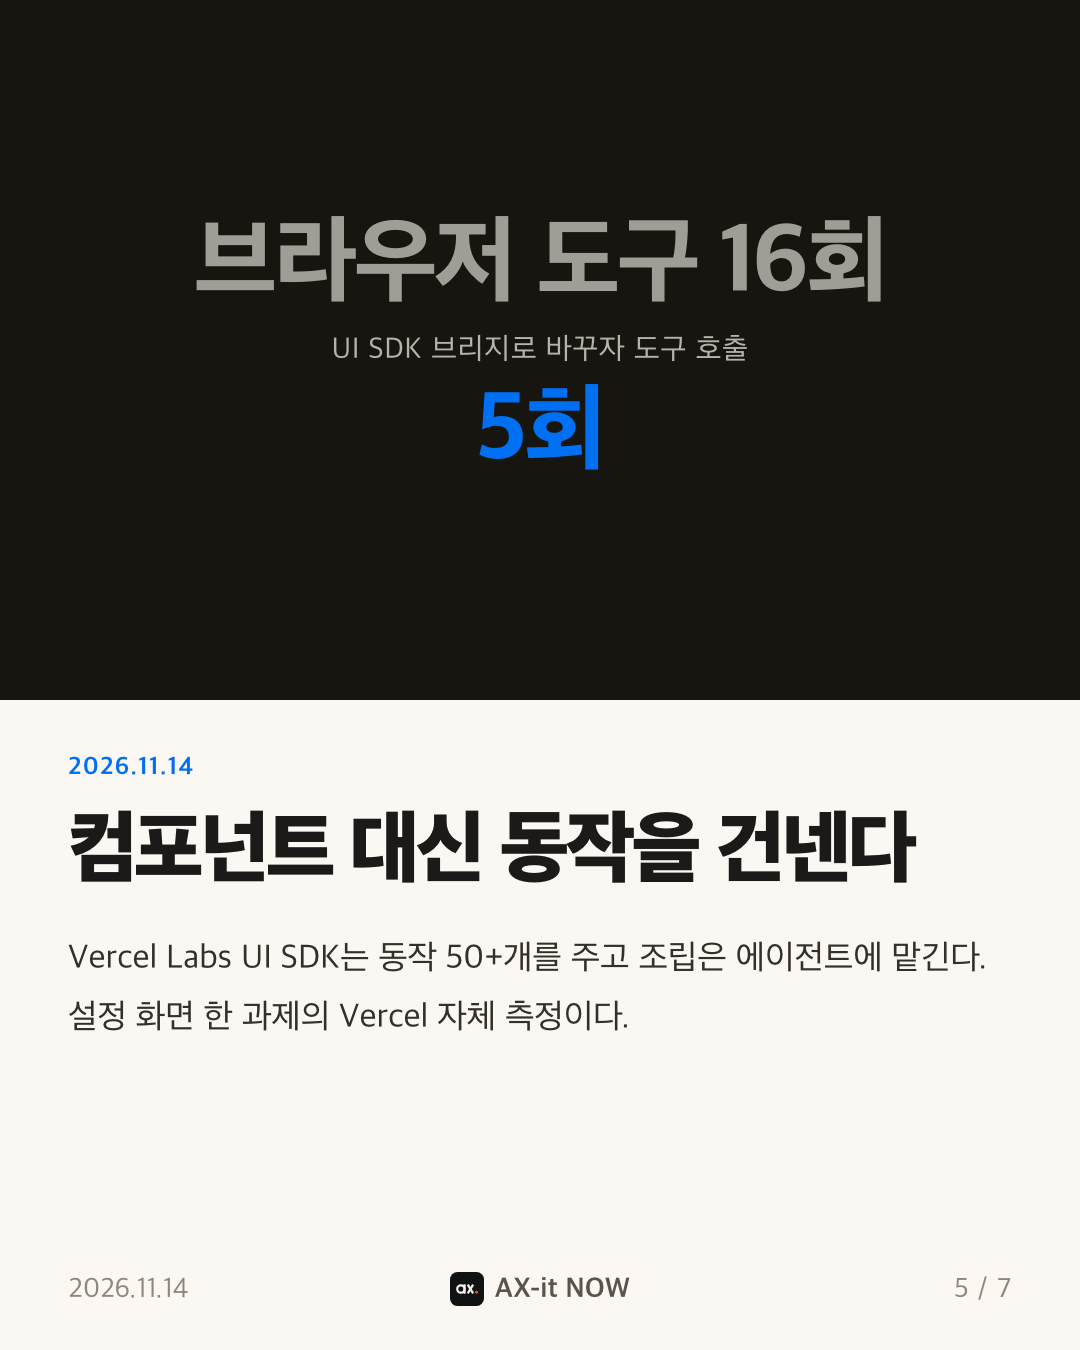 브라우저 도구 16회
UI SDK 브리지로 바꾸자 도구 호출
5회
2026.11.14
컴포넌트 대신 동작을 건넨다
Vercel Labs UI SDK는 동작 50+개를 주고 조립은 에이전트에 맡긴다.
설정 화면 한 과제의 Vercel 자체 측정이다.
2026.11.14
ax. AX-it NOW
5 / 7